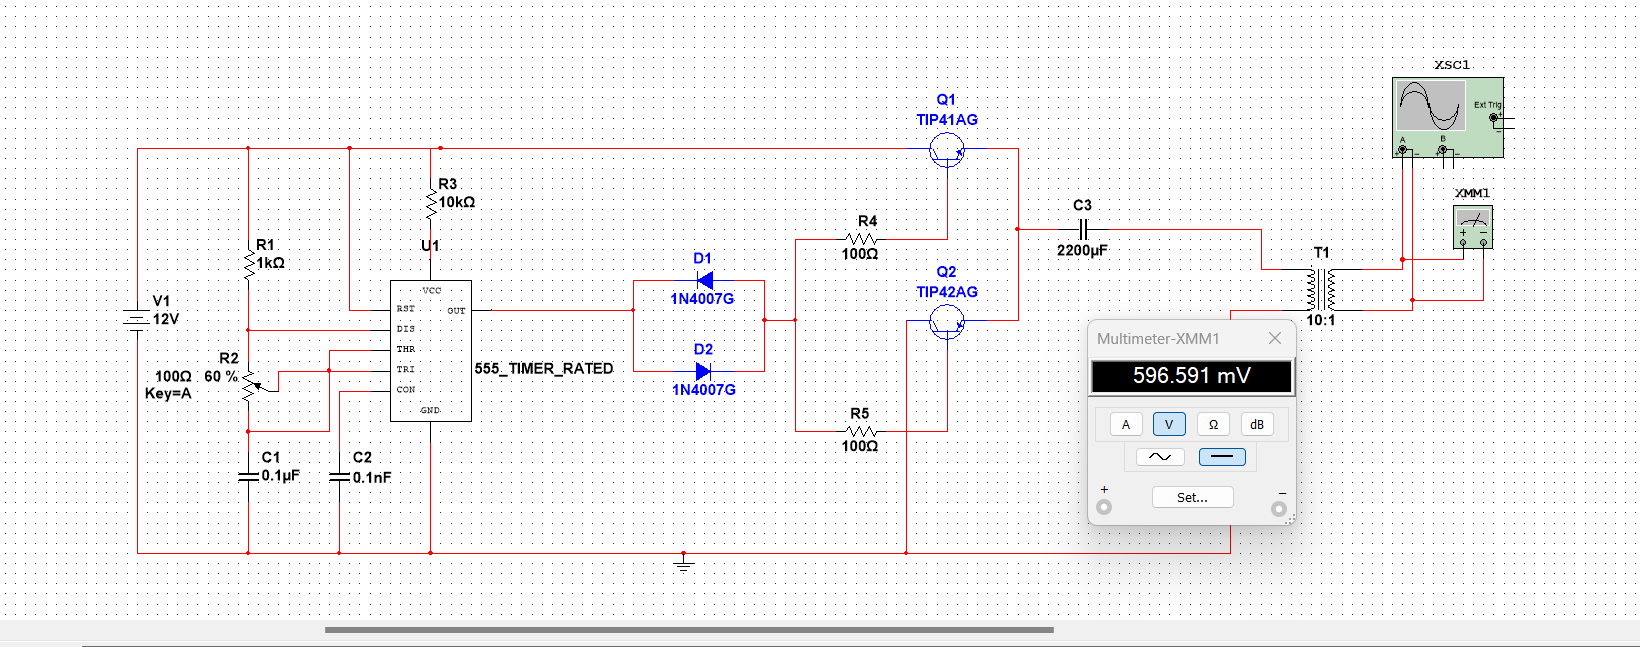 XSC1
Ext Trig
+
−
A
B
+
−
+
−
XMM1
+
−
Q1
TIP41AG
R3
10kΩ
C3
2200µF
R4
100Ω
U1
R1
1kΩ
T1
10:1
D1
1N4007G
Q2
TIP42AG
VCC
RST
OUT
DIS
THR
TRI
CON
GND
V1
12V
R2
100Ω 60 %
Key=A
555_TIMER_RATED
D2
1N4007G
R5
100Ω
C1
0.1µF
C2
0.1nF
Multimeter-XMM1
596.591 mV
A V Ω dB
+
Set...
−